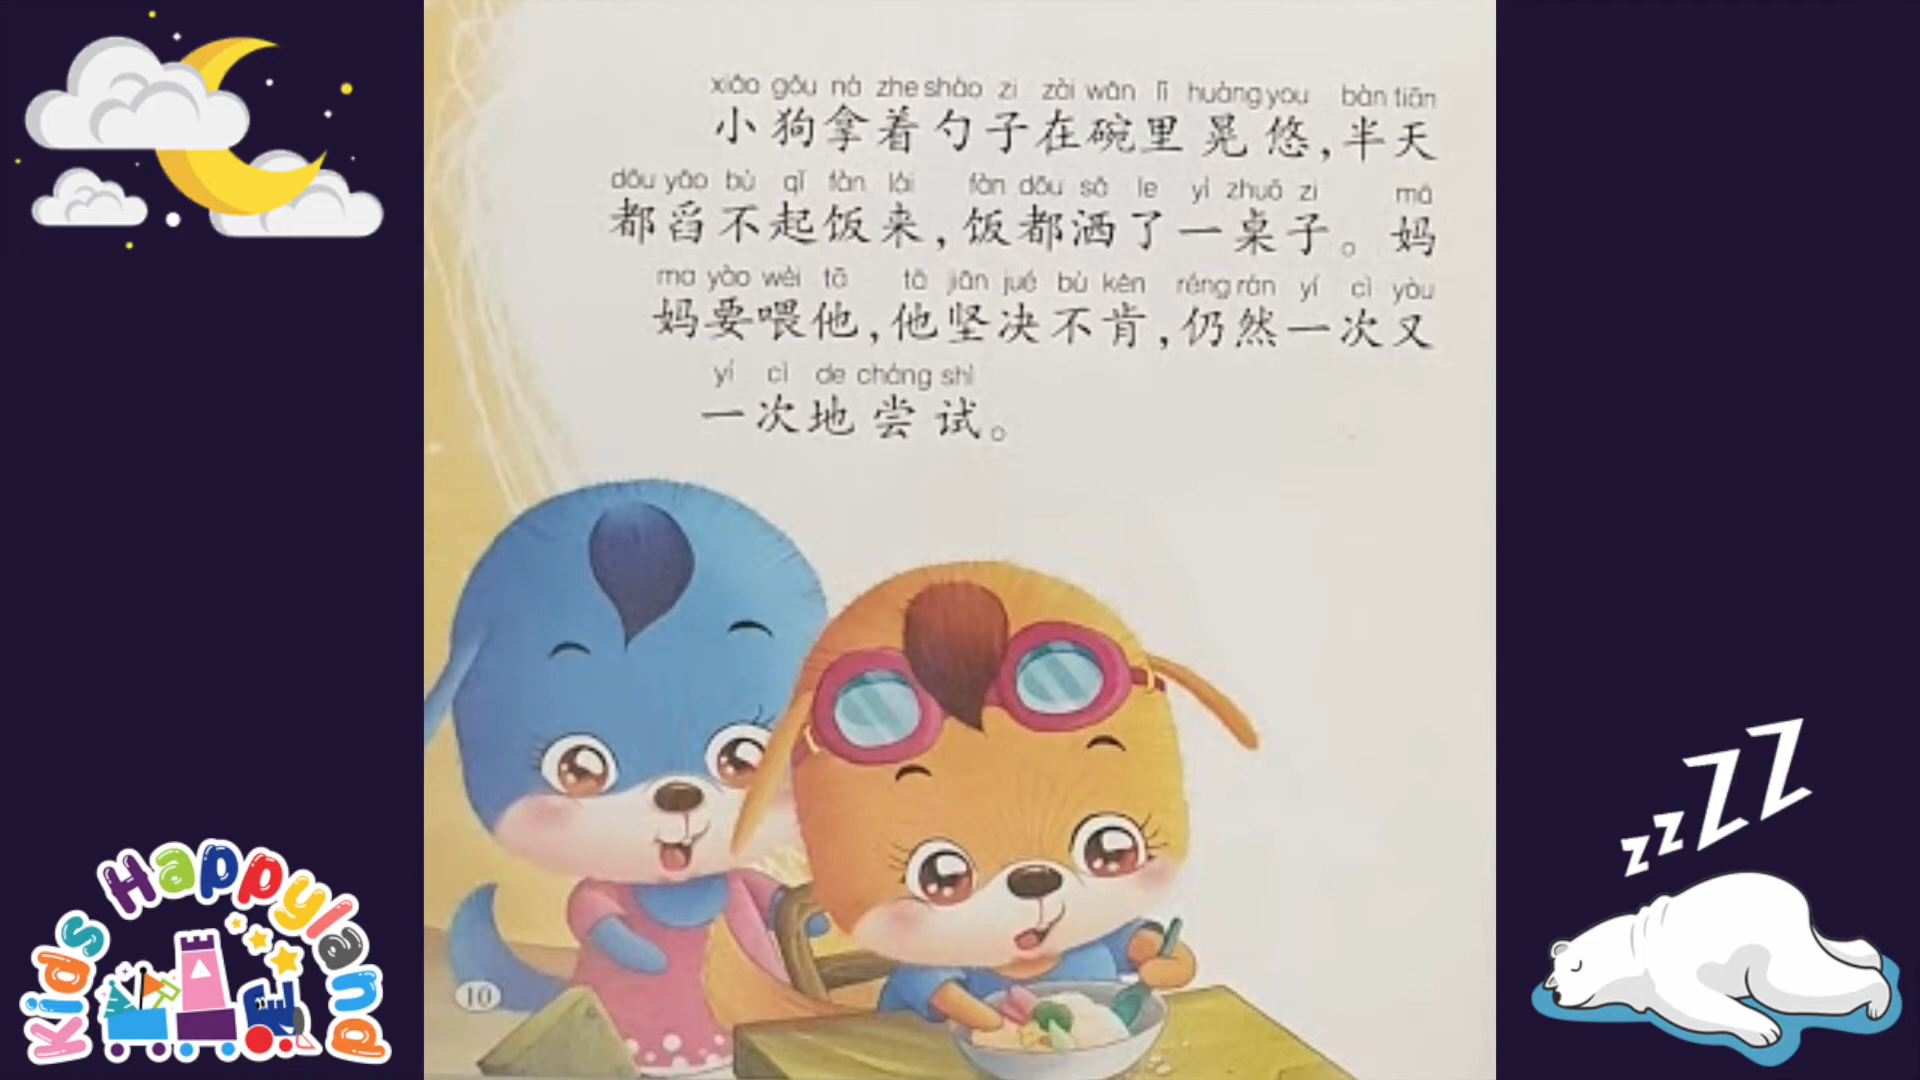 xiǎo gǒu ná zhe sháo zi zài wǎn lǐ huàng you bàn tiān
小狗拿着勺子在碗里晃悠，半天
dōu yǎo bù qǐ fàn lái fàn dōu sǎ le yì zhuō zi mā
都舀不起饭来，饭都洒了一桌子。妈
ma yào wèi tā tā jiān jué bù kěn réng rán yí cì yòu
妈要喂他，他坚决不肯，仍然一次又
yí cì de cháng shì
一次地尝试。
10
Kids Happyland
zzZZ